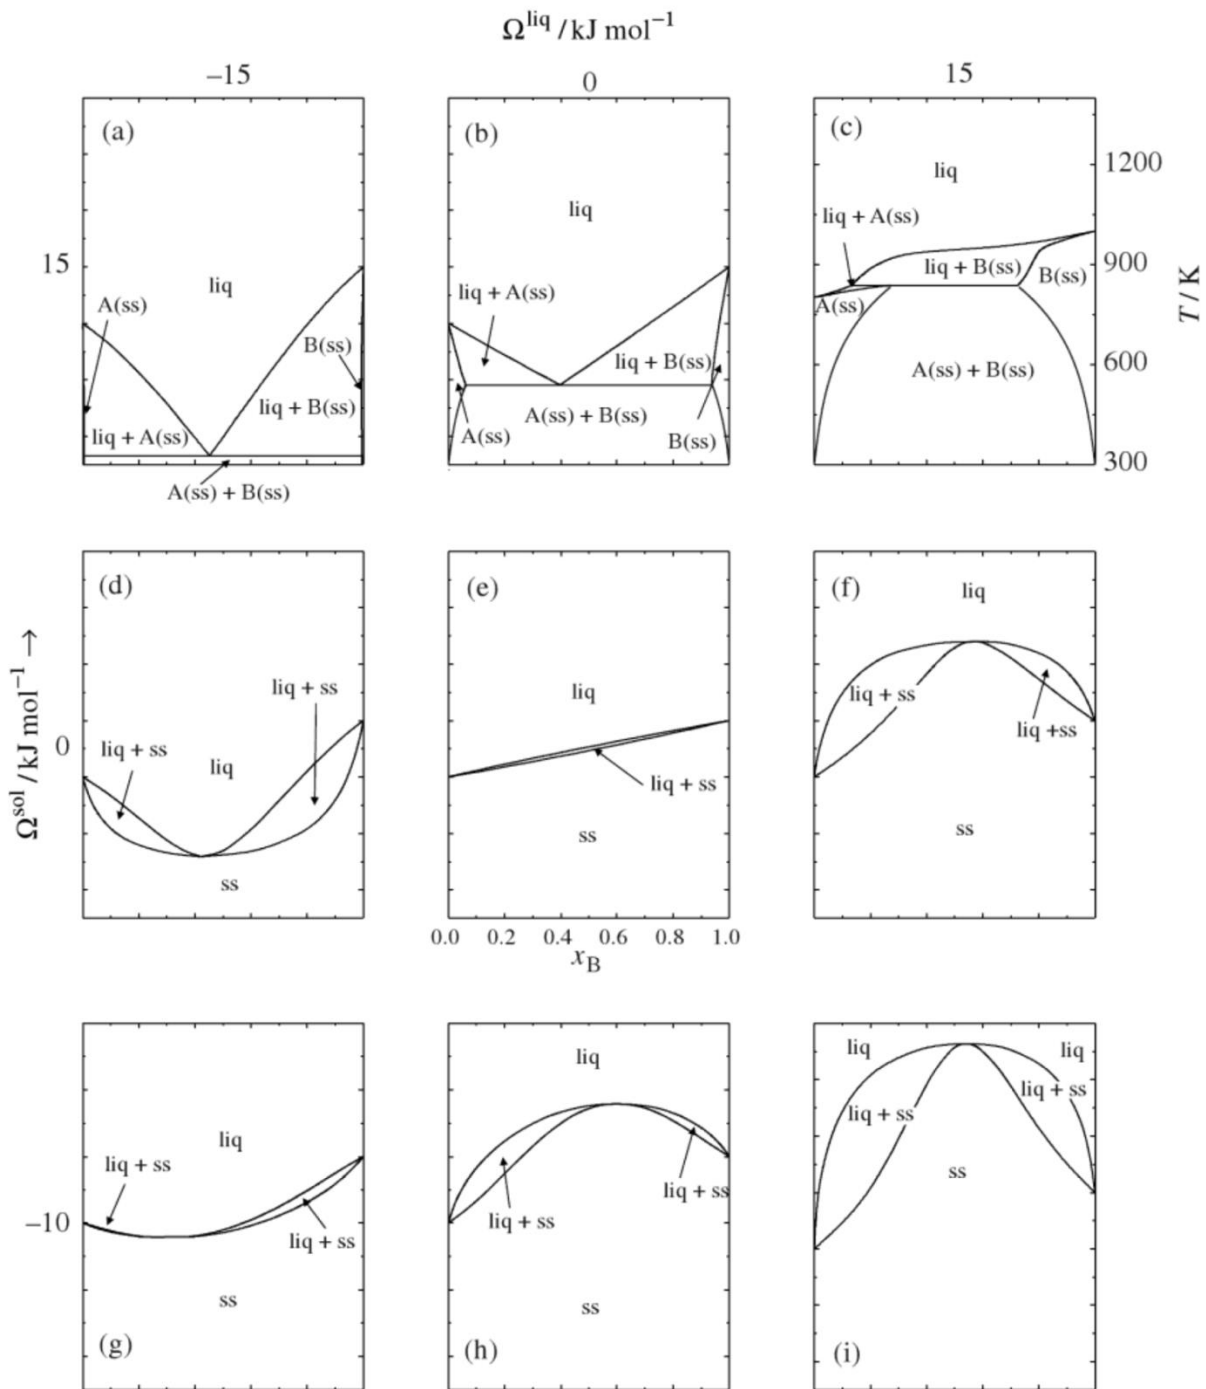 Ω^liq / kJ mol⁻¹
–15
0
15
(a)
liq
A(ss)
B(ss)
liq + B(ss)
liq + A(ss)
A(ss) + B(ss)
15
(b)
liq
liq + A(ss)
liq + B(ss)
A(ss) + B(ss)
A(ss)
B(ss)
(c)
liq
liq + A(ss)
liq + B(ss)
B(ss)
A(ss)
A(ss) + B(ss)
1200
900
600
300
T / K
Ω^sol / kJ mol⁻¹ →
0
(d)
liq + ss
liq + ss
liq
ss
(e)
liq
liq + ss
ss
0.0 0.2 0.4 0.6 0.8 1.0
x_B
(f)
liq
liq + ss
liq +ss
ss
–10
liq
liq + ss
liq + ss
ss
(g)
liq
liq + ss
liq + ss
ss
(h)
liq
liq
liq + ss
liq + ss
ss
(i)